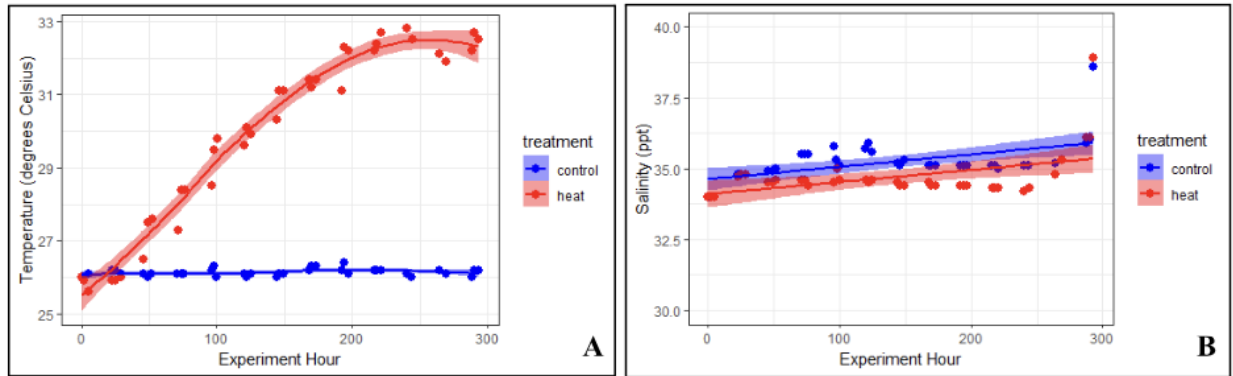 33
31
29
27
25
Temperature (degrees Celsius)
0
100
200
300
Experiment Hour
treatment
control
heat
A
40.0
37.5
35.0
32.5
30.0
Salinity (ppt)
0
100
200
300
Experiment Hour
treatment
control
heat
B